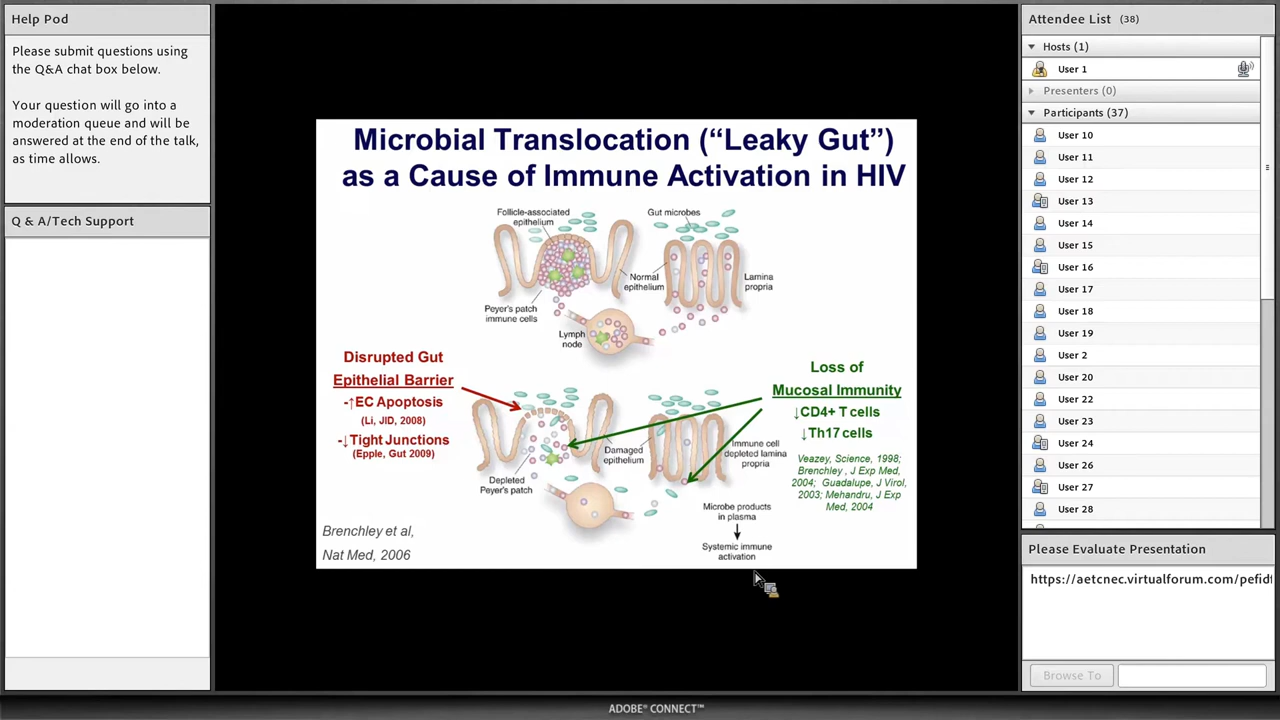 Help Pod
Please submit questions using
the Q&A chat box below.
Your question will go into a
moderation queue and will be
answered at the end of the talk,
as time allows.
Q & A/Tech Support
Microbial Translocation (“Leaky Gut”)
as a Cause of Immune Activation in HIV
Follicle-associated
epithelium
Gut microbes
Normal
epithelium
Lamina
propria
Peyer's patch
immune cells
Lymph
node
Disrupted Gut
Epithelial Barrier
-↑EC Apoptosis
(Li, JID, 2008)
-↓Tight Junctions
(Epple, Gut 2009)
Loss of
Mucosal Immunity
↓CD4+ T cells
↓Th17 cells
Veazey, Science, 1998;
Brenchley , J Exp Med,
2004; Guadalupe, J Virol,
2003; Mehandru, J Exp
Med, 2004
Damaged
epithelium
Immune cell
depleted lamina
propria
Depleted
Peyer's patch
Microbe products
in plasma
Systemic immune
activation
Brenchley et al,
Nat Med, 2006
Attendee List (38)
Hosts (1)
User 1
Presenters (0)
Participants (37)
User 10
User 11
User 12
User 13
User 14
User 15
User 16
User 17
User 18
User 19
User 2
User 20
User 22
User 23
User 24
User 26
User 27
User 28
Please Evaluate Presentation
https://aetcnec.virtualforum.com/pefidf
Browse To
ADOBE® CONNECT™